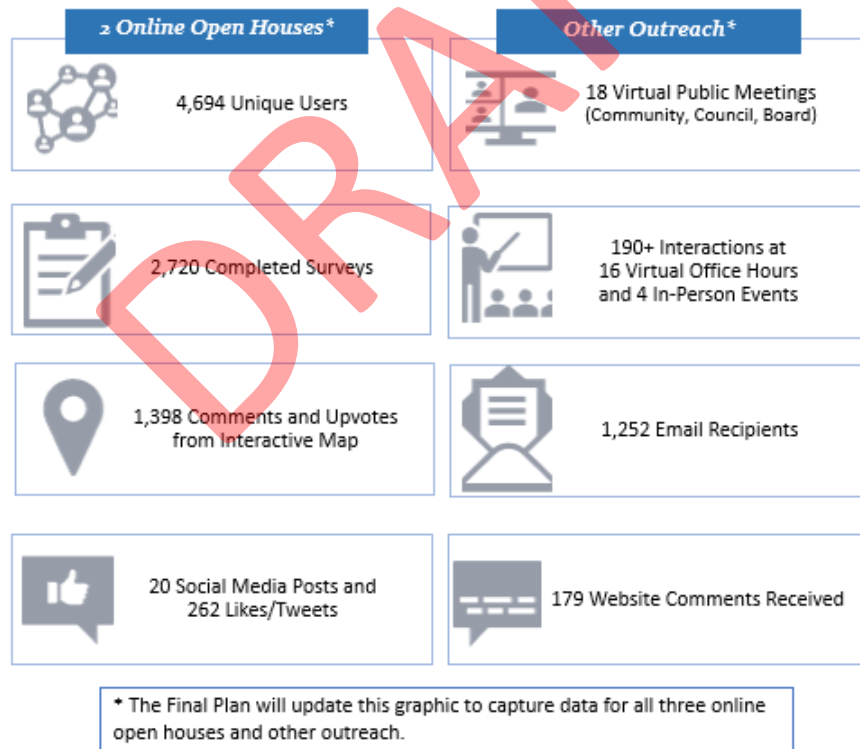 2 Online Open Houses*
4,694 Unique Users
2,720 Completed Surveys
1,398 Comments and Upvotes
from Interactive Map
20 Social Media Posts and
262 Likes/Tweets
Other Outreach*
18 Virtual Public Meetings
(Community, Council, Board)
190+ Interactions at
16 Virtual Office Hours
and 4 In-Person Events
1,252 Email Recipients
179 Website Comments Received
* The Final Plan will update this graphic to capture data for all three online
open houses and other outreach.